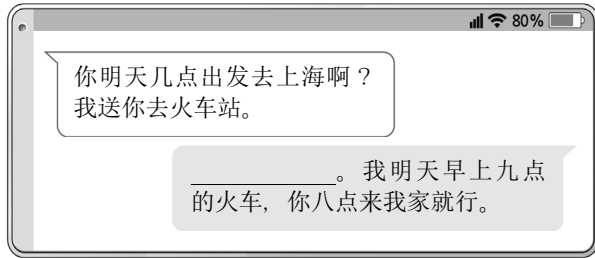 80%
你明天几点出发去上海啊？
我送你去火车站。
__________。我明天早上九点
的火车，你八点来我家就行。